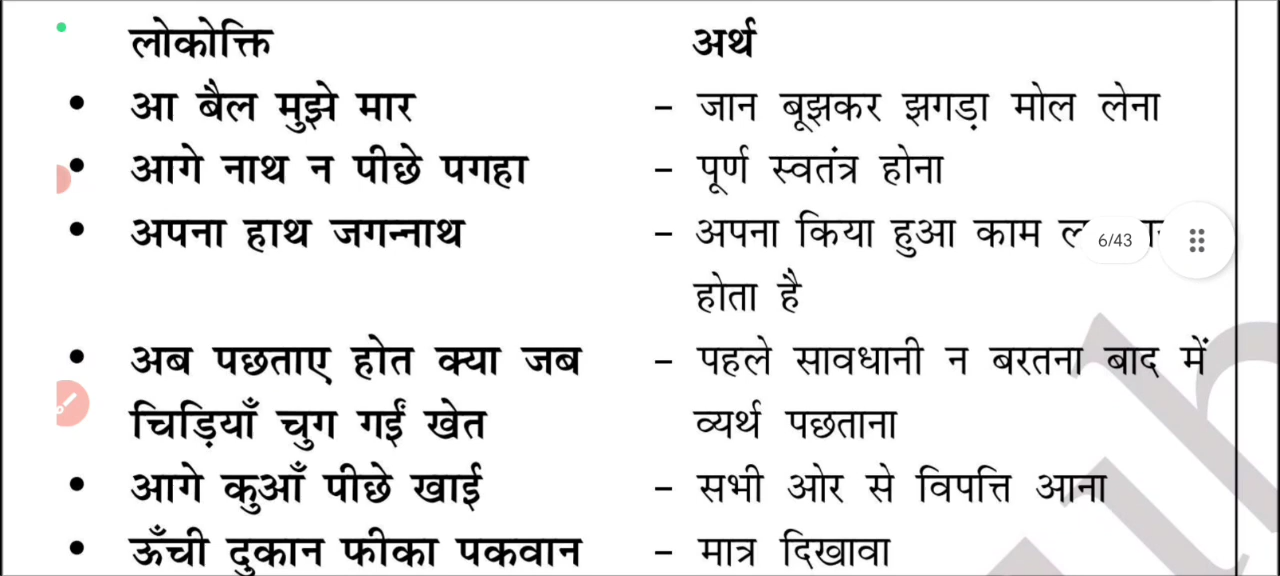 लोकोक्ति अर्थ
• आ बैल मुझे मार – जान बूझकर झगड़ा मोल लेना
• आगे नाथ न पीछे पगहा – पूर्ण स्वतंत्र होना
• अपना हाथ जगन्नाथ – अपना किया हुआ काम
6/43
होता है
• अब पछताए होत क्या जब – पहले सावधानी न बरतना बाद में
चिड़ियाँ चुग गईं खेत व्यर्थ पछताना
• आगे कुआँ पीछे खाई – सभी ओर से विपत्ति आना
• ऊँची दुकान फीका पकवान – मात्र दिखावा